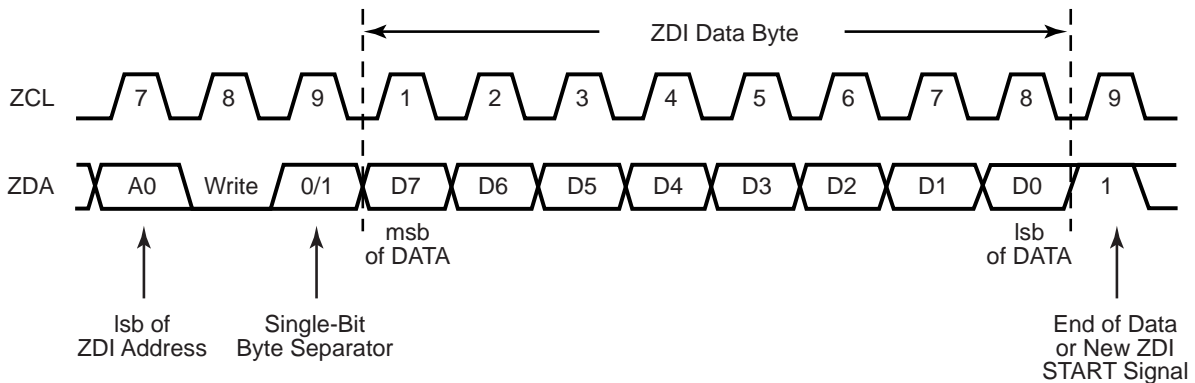 ZDI Data Byte
ZCL 7 8 9 1 2 3 4 5 6 7 8 9
ZDA A0 Write 0/1 D7 D6 D5 D4 D3 D2 D1 D0 1
msb
of DATA
lsb
of DATA
lsb of
ZDI Address
Single-Bit
Byte Separator
End of Data
or New ZDI
START Signal